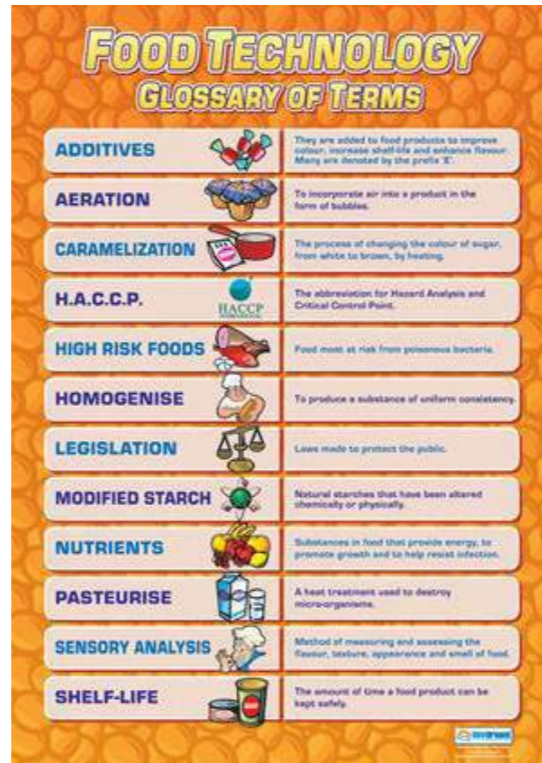 FOOD TECHNOLOGY
GLOSSARY OF TERMS
ADDITIVES
They are added to food products to improve
colour, increase shelf-life and enhance flavour.
Many are denoted by the prefix 'E'.
AERATION
To incorporate air into a product in the
form of bubbles.
CARAMELIZATION
The process of changing the colour of sugar,
from white to brown, by heating.
H.A.C.C.P.
HACCP
The abbreviation for Hazard Analysis and
Critical Control Point.
HIGH RISK FOODS
Food most at risk from poisonous bacteria.
HOMOGENISE
To produce a substance of uniform consistency.
LEGISLATION
Laws made to protect the public.
MODIFIED STARCH
Natural starches that have been altered
chemically or physically.
NUTRIENTS
Substances in food that provide energy, to
promote growth and to help resist infection.
PASTEURISE
A heat treatment used to destroy
micro-organisms.
SENSORY ANALYSIS
Method of measuring and assessing the
flavour, texture, appearance and smell of food.
SHELF-LIFE
The amount of time a food product can be
kept safely.